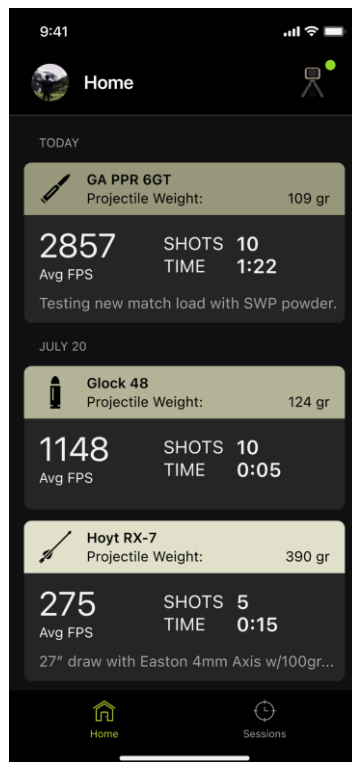 9:41
Home
TODAY
GA PPR 6GT
Projectile Weight: 109 gr
2857 SHOTS 10
Avg FPS TIME 1:22
Testing new match load with SWP powder.
JULY 20
Glock 48
Projectile Weight: 124 gr
1148 SHOTS 10
Avg FPS TIME 0:05
Hoyt RX-7
Projectile Weight: 390 gr
275 SHOTS 5
Avg FPS TIME 0:15
27" draw with Easton 4mm Axis w/100gr...
Home Sessions